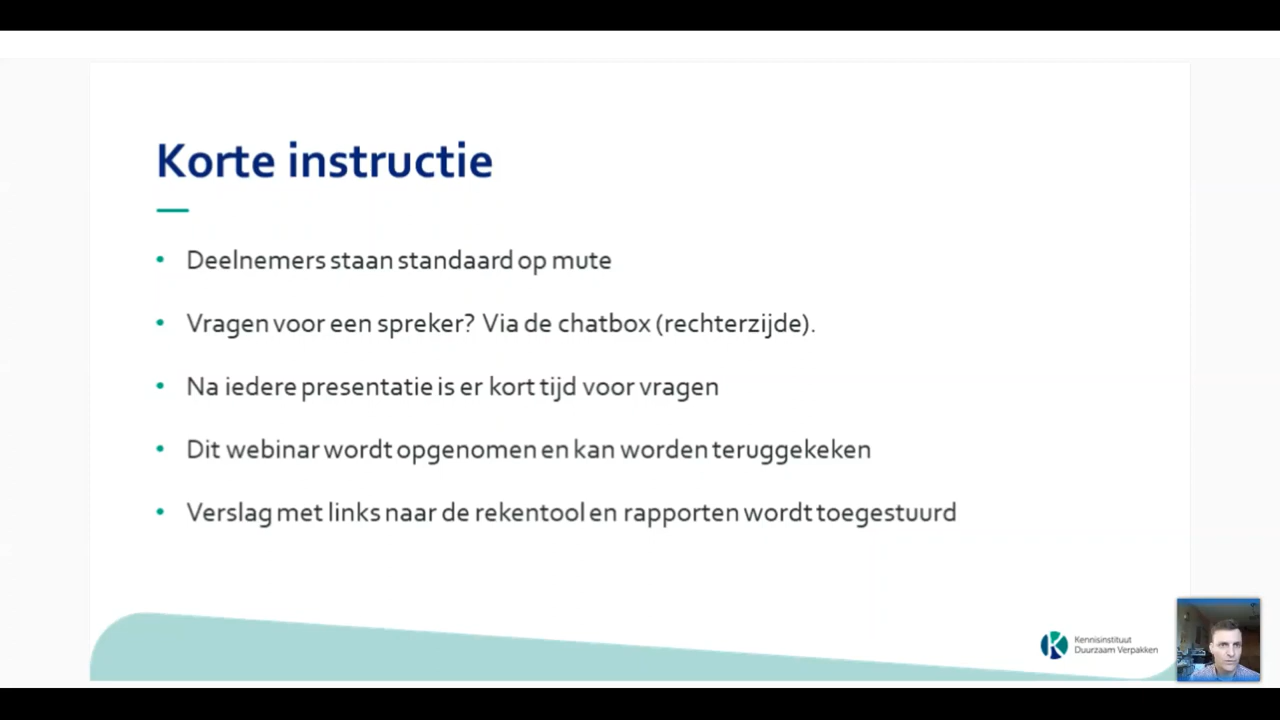 Korte instructie
Deelnemers staan standaard op mute
Vragen voor een spreker? Via de chatbox (rechterzijde).
Na iedere presentatie is er kort tijd voor vragen
Dit webinar wordt opgenomen en kan worden teruggekeken
Verslag met links naar de rekentool en rapporten wordt toegestuurd
Kennisinstituut
Duurzaam Verpakken